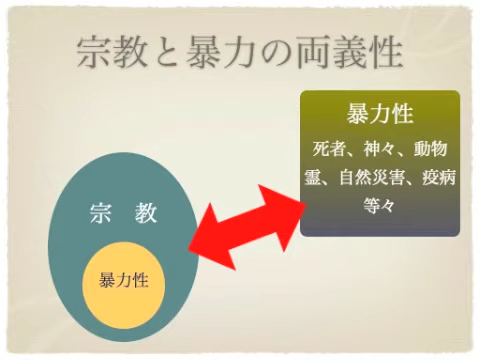 宗教と暴力の両義性
暴力性
死者、神々、動物
霊、自然災害、疫病
等々
宗 教
暴力性